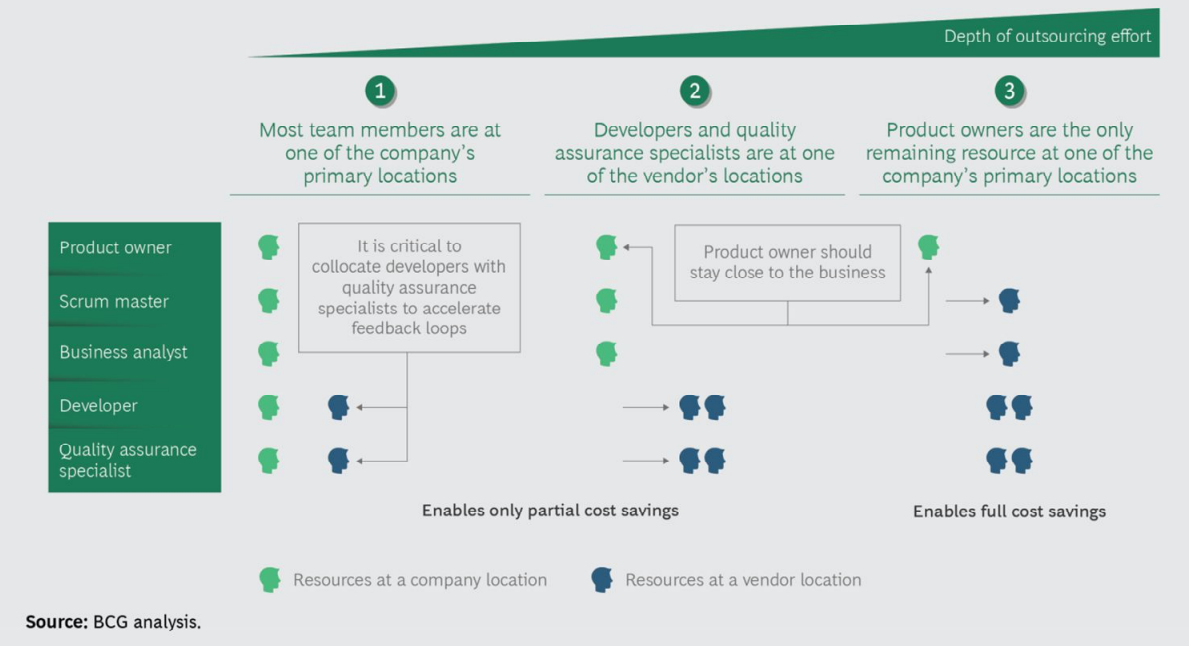 Depth of outsourcing effort
1
Most team members are at
one of the company's
primary locations
2
Developers and quality
assurance specialists are at one
of the vendor's locations
3
Product owners are the only
remaining resource at one of the
company's primary locations
Product owner
Scrum master
Business analyst
Developer
Quality assurance
specialist
It is critical to
collocate developers with
quality assurance
specialists to accelerate
feedback loops
Product owner should
stay close to the business
Enables only partial cost savings
Enables full cost savings
Resources at a company location
Resources at a vendor location
Source: BCG analysis.